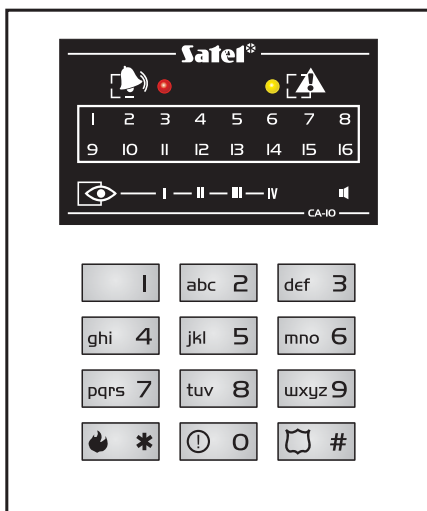 Satel
1 2 3 4 5 6 7 8
9 10 11 12 13 14 15 16
I II III IV
CA-10
1 abc 2 def 3
ghi 4 jkl 5 mno 6
pqrs 7 tuv 8 wxyz 9
* 0 #